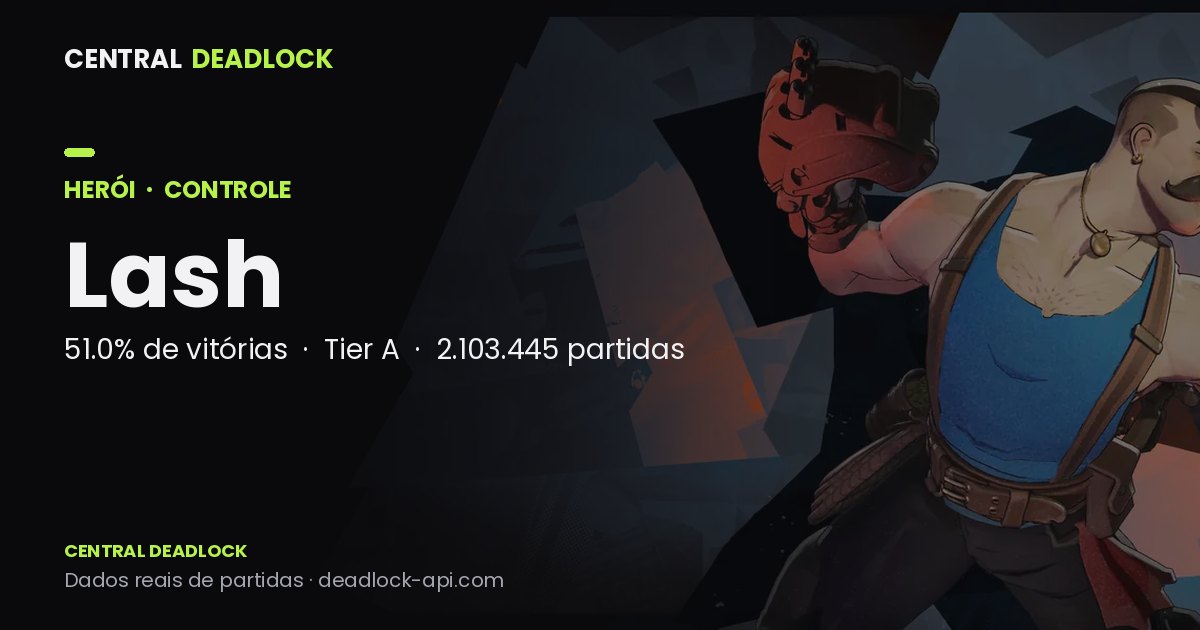 CENTRAL DEADLOCK
HERÓI · CONTROLE
Lash
51.0% de vitórias · Tier A · 2.103.445 partidas
CENTRAL DEADLOCK
Dados reais de partidas · deadlock-api.com